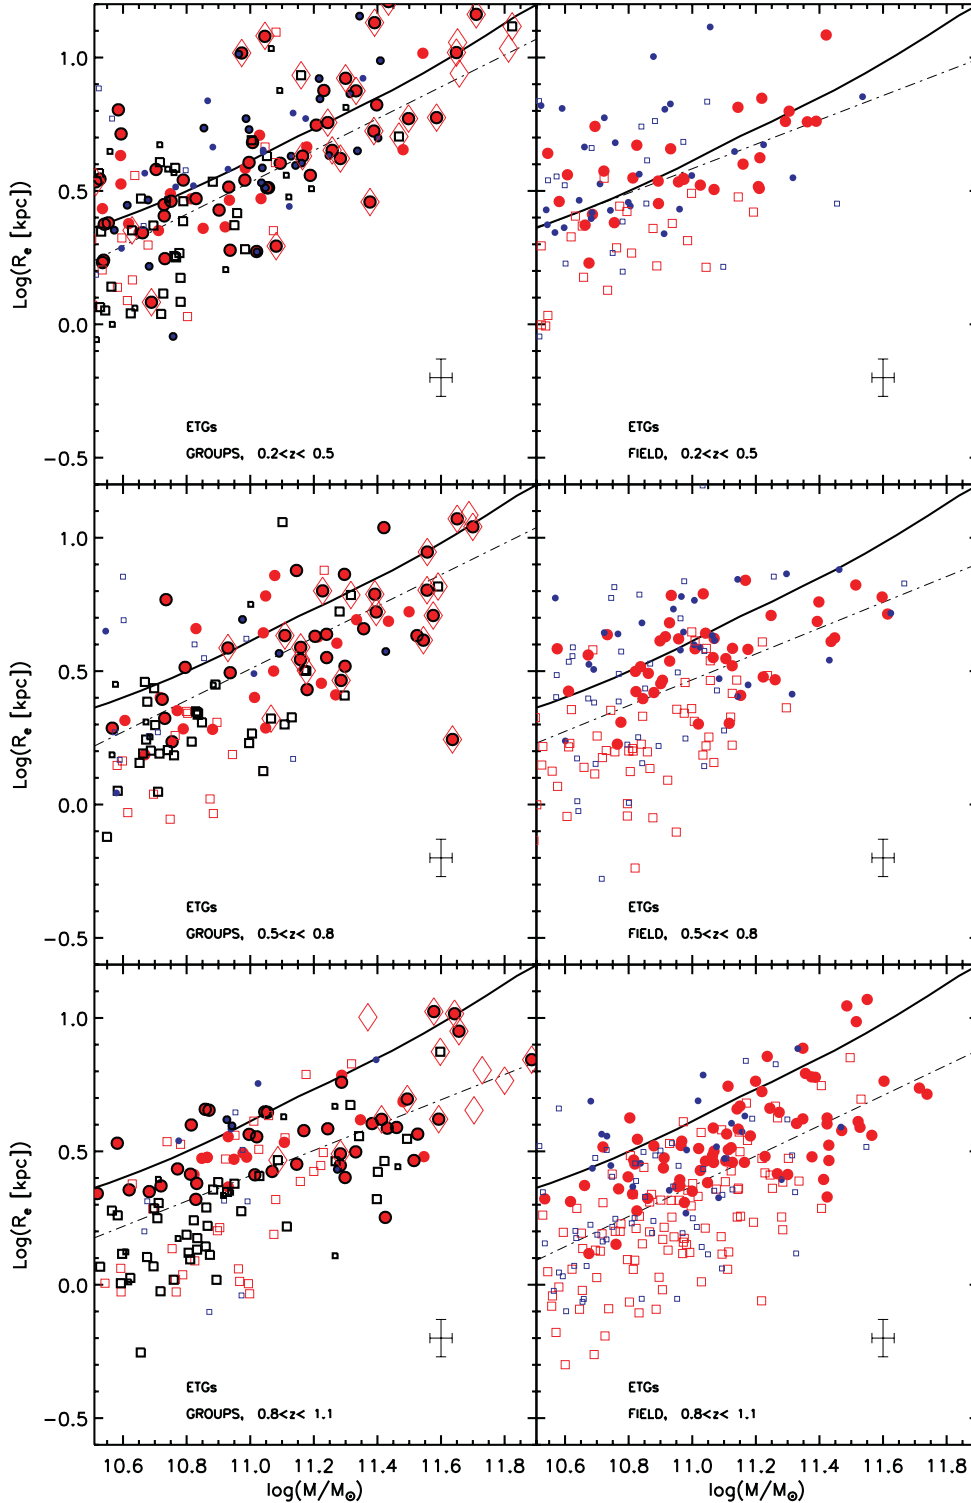 1.0
0.5
0.0
−0.5
Log(R_e [kpc])
ETGs
GROUPS, 0.2<z< 0.5
ETGs
FIELD, 0.2<z< 0.5
1.0
0.5
0.0
−0.5
Log(R_e [kpc])
ETGs
GROUPS, 0.5<z< 0.8
ETGs
FIELD, 0.5<z< 0.8
1.0
0.5
0.0
−0.5
Log(R_e [kpc])
ETGs
GROUPS, 0.8<z< 1.1
ETGs
FIELD, 0.8<z< 1.1
10.6 10.8 11.0 11.2 11.4 11.6 11.8 10.6 10.8 11.0 11.2 11.4 11.6 11.8
log(M/M⊙) log(M/M⊙)